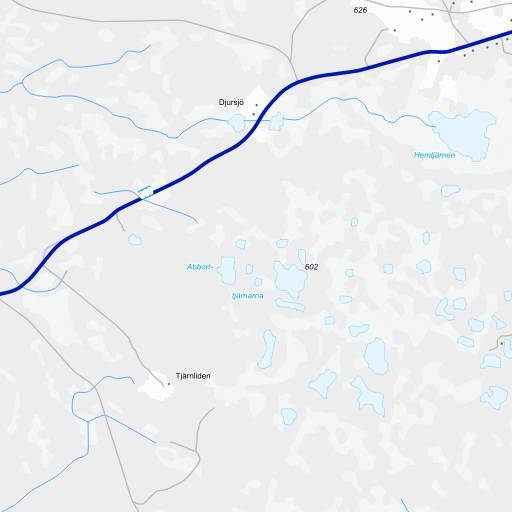 626
Djursjö
Hemtjärnen
Abborr-
602
tjärnarna
Tjärnliden